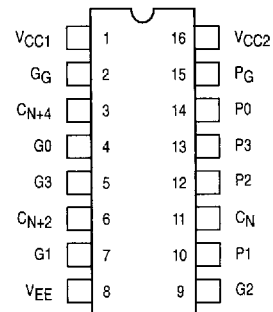 VCC1 1 16 VCC2
GG 2 15 PG
CN+4 3 14 P0
G0 4 13 P3
G3 5 12 P2
CN+2 6 11 CN
G1 7 10 P1
VEE 8 9 G2